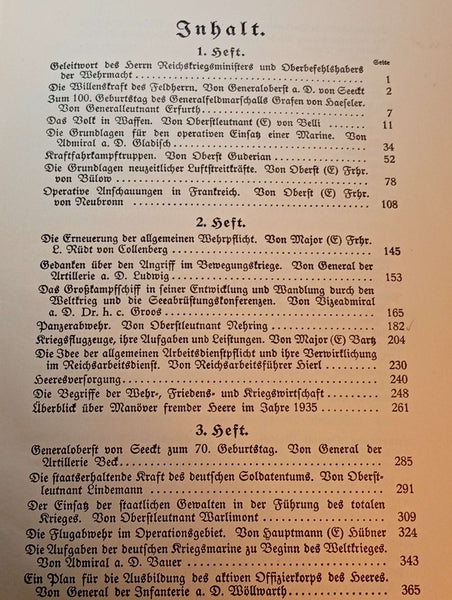 Inhalt.
1. Heft.
Seite
Geleitwort des Herrn Reichskriegsministers und Oberbefehlshabers
der Wehrmacht 1
Die Willenskraft des Feldherrn. Von Generaloberst a. D. von Seeckt 2
Zum 100. Geburtstag des Generalfeldmarschalls Grafen von Haeseler.
Von Generalleutnant Erfurth 7
Das Volk in Waffen. Von Oberstleutnant (E) von Belli 11
Die Grundlagen für den operativen Einsatz einer Marine. Von
Admiral a. D. Gladisch 34
Kraftfahrkampftruppen. Von Oberst Guderian 52
Die Grundlagen neuzeitlicher Luftstreitkräfte. Von Oberst (E) Frhr.
von Bülow 78
Operative Anschauungen in Frankreich. Von Oberst (E) Frhr.
von Neubronn 108
2. Heft.
Die Erneuerung der allgemeinen Wehrpflicht. Von Major (E) Frhr.
L. Rüdt von Collenberg 145
Gedanken über den Angriff im Bewegungskriege. Von General der
Artillerie a. D. Ludwig 153
Das Großkampfschiff in seiner Entwicklung und Wandlung durch den
Weltkrieg und die Seeabrüstungskonferenzen. Von Vizeadmiral
a. D. Dr. h. c. Groos 165
Panzerabwehr. Von Oberstleutnant Nehring 182
Kriegsflugzeuge, ihre Aufgaben und Leistungen. Von Major (E) Bartz 204
Die Idee der allgemeinen Arbeitsdienstpflicht und ihre Verwirklichung
im Reichsarbeitsdienst. Von Reichsarbeitsführer Hierl 230
Heeresversorgung 240
Die Begriffe der Wehr-, Friedens- und Kriegswirtschaft 248
Überblick über Manöver fremder Heere im Jahre 1935 261
3. Heft.
Generaloberst von Seeckt zum 70. Geburtstag. Von General der
Artillerie Beck 285
Die staatserhaltende Kraft des deutschen Soldatentums. Von Oberst-
leutnant Lindemann 291
Der Einsatz der staatlichen Gewalten in der Führung des totalen
Krieges. Von Oberstleutnant Warlimont 309
Die Flugabwehr im Operationsgebiet. Von Hauptmann (E) Hübner 324
Die Aufgaben der deutschen Kriegsmarine zu Beginn des Weltkrieges.
Von Admiral a. D. Bauer 343
Ein Plan für die Ausbildung des aktiven Offizierkorps des Heeres.
Von General der Infanterie a. D. Wöllwarth 365